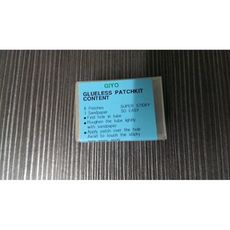 GIYO
GLUELESS PATCHKIT
CONTENT
6 Patches SUPER STICKY
1 Sandpaper SO EASY
Find hole in tube
Roughen the tube lightly
with sandpaper
Apply patch over the hole
Avoid to touch the sticky